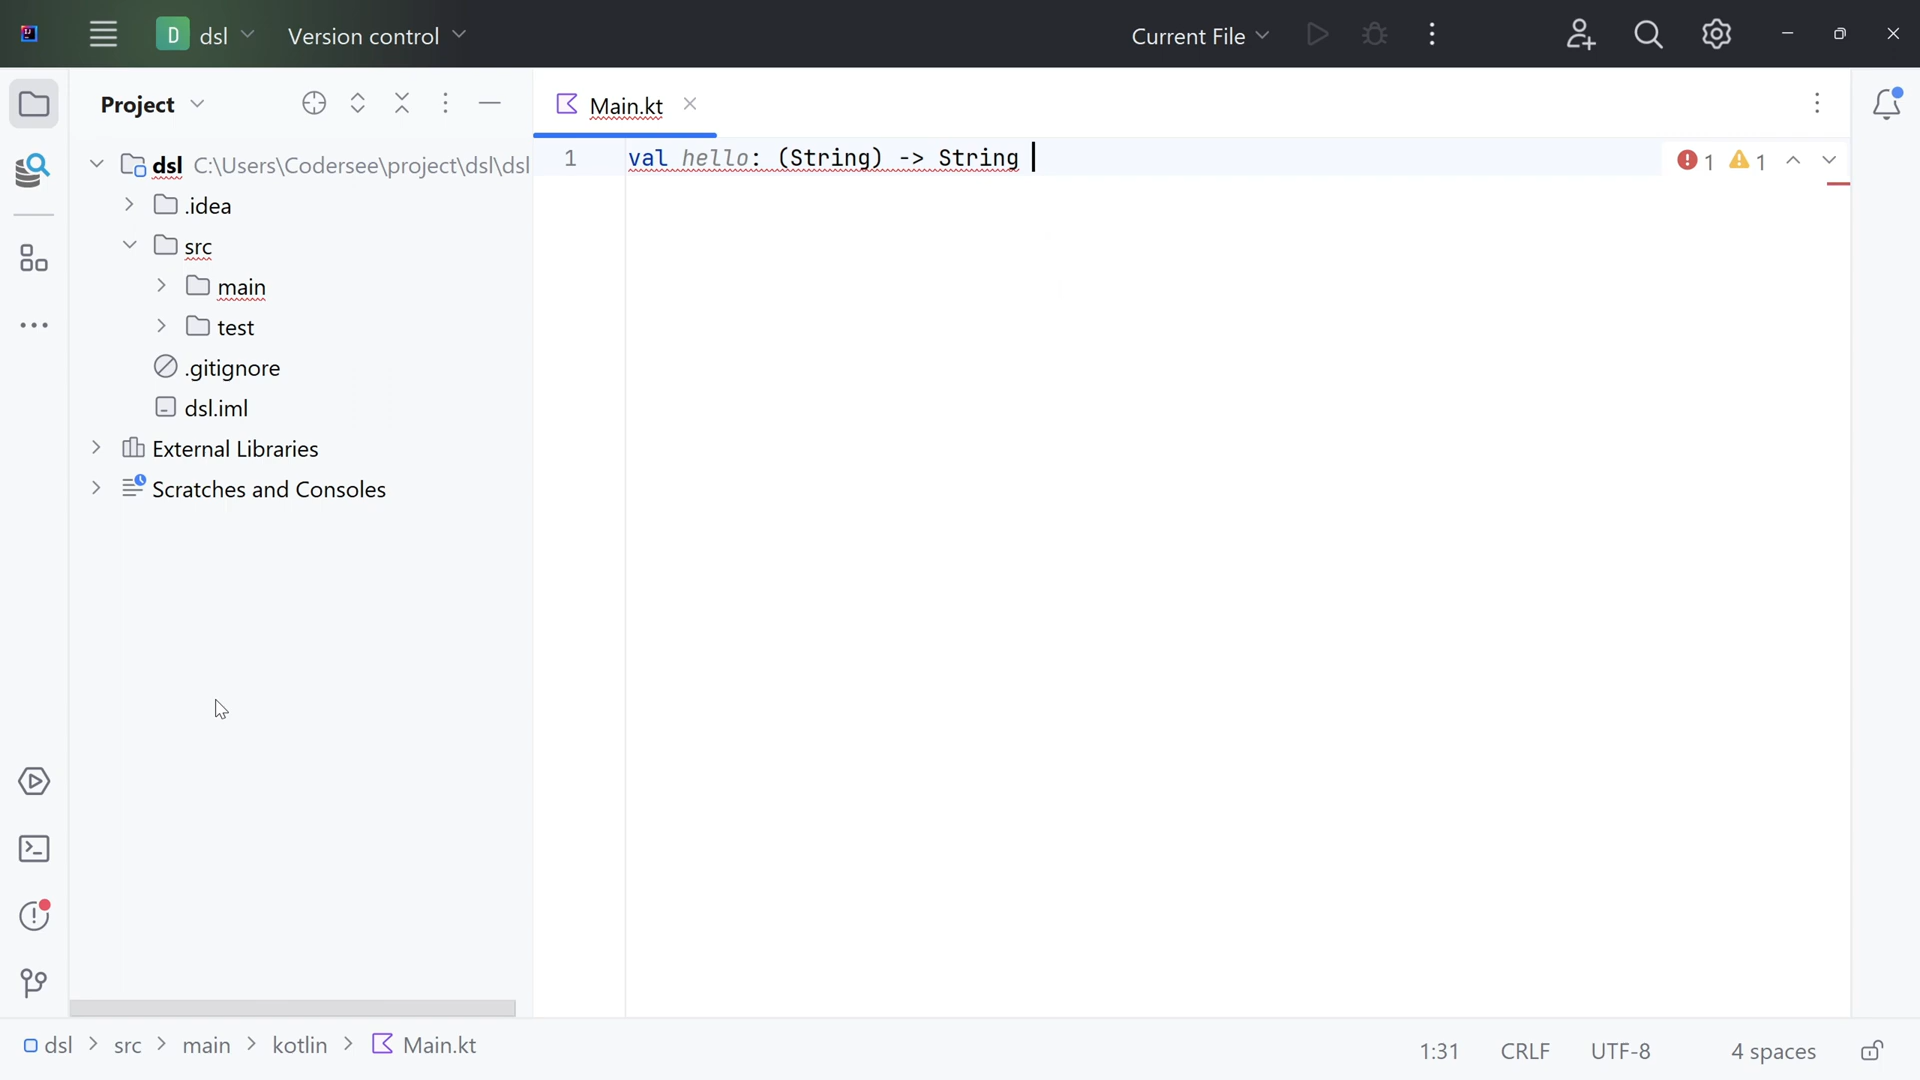 D dsl Version control Current File
Project
Main.kt
dsl C:\Users\Codersee\project\dsl\dsl
1 val hello: (String) -> String
1 1
.idea
src
main
test
.gitignore
dsl.iml
External Libraries
Scratches and Consoles
dsl > src > main > kotlin > Main.kt
1:31 CRLF UTF-8 4 spaces